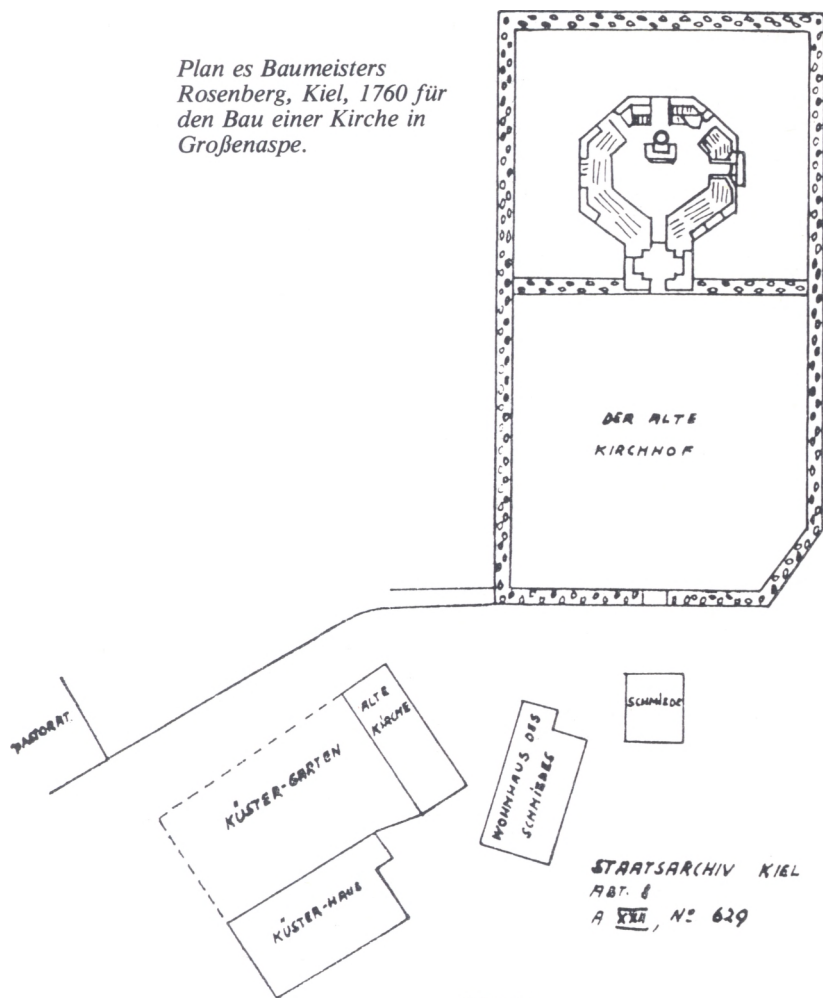 Plan es Baumeisters
Rosenberg, Kiel, 1760 für
den Bau einer Kirche in
Großenaspe.
DER ALTE
KIRCHHOF
PASTORAT.
ALTE
KIRCHE
KÜSTER-GARTEN
KÜSTER-HAUS
WOHNHAUS DES
SCHMIEDES
SCHMIEDE
STAATSARCHIV KIEL
ABT. 8
A XXII, Nº 629